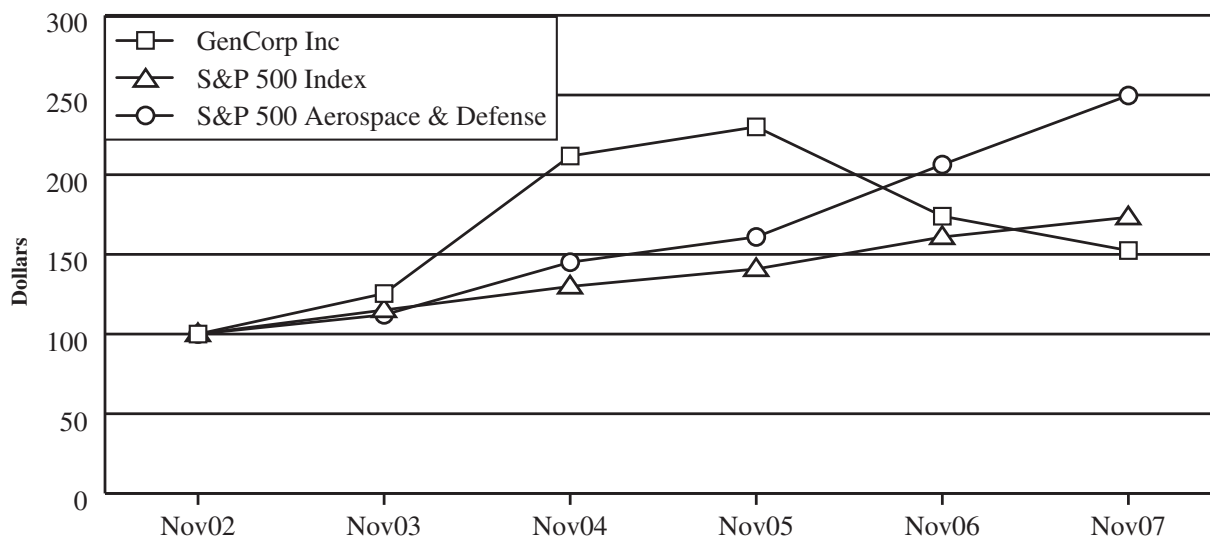 300
GenCorp Inc
S&P 500 Index
250
S&P 500 Aerospace & Defense
200
Dollars
150
100
50
0
Nov02 Nov03 Nov04 Nov05 Nov06 Nov07